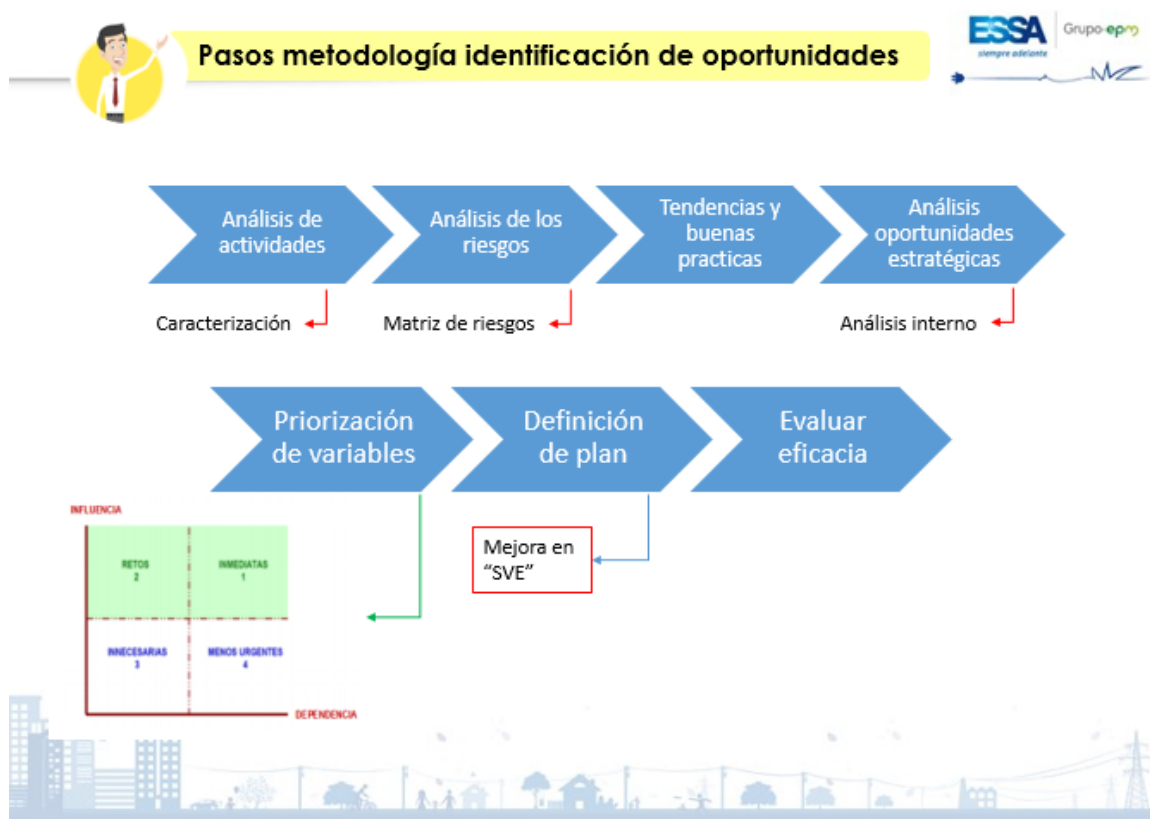 Pasos metodología identificación de oportunidades
ESSA
siempre adelante
Grupo·epm
Análisis de
actividades
Análisis de los
riesgos
Tendencias y
buenas
practicas
Análisis
oportunidades
estratégicas
Caracterización
Matriz de riesgos
Análisis interno
Priorización
de variables
Definición
de plan
Evaluar
eficacia
INFLUENCIA
RETOS
2
INMEDIATAS
1
INNECESARIAS
3
MENOS URGENTES
4
DEPENDENCIA
Mejora en
“SVE”